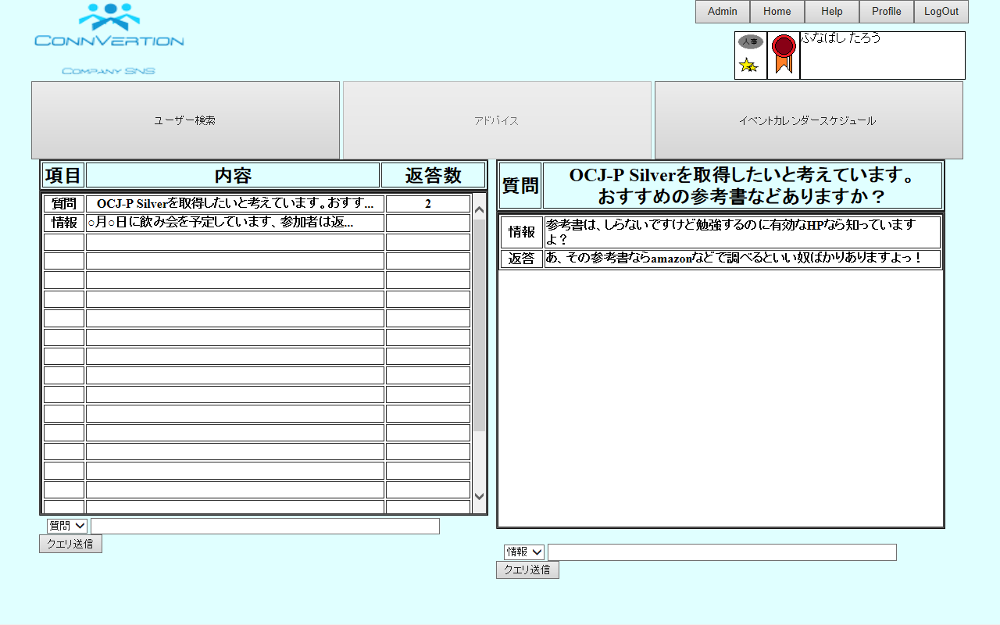 ConnVertion
Company SNS
Admin Home Help Profile LogOut
人事
ふなばし たろう
ユーザー検索 アドバイス イベントカレンダースケジュール
項目 内容 返答数
質問 OCJ-P Silverを取得したいと考えています。おすす... 2
情報 ○月○日に飲み会を予定しています、参加者は返...
質問
クエリ送信
質問 OCJ-P Silverを取得したいと考えています。
おすすめの参考書などありますか？
情報 参考書は、しらないですけど勉強するのに有効なHPなら知っています
よ？
返答 あ、その参考書ならamazonなどで調べるといい奴ばかりありますよっ！
情報
クエリ送信